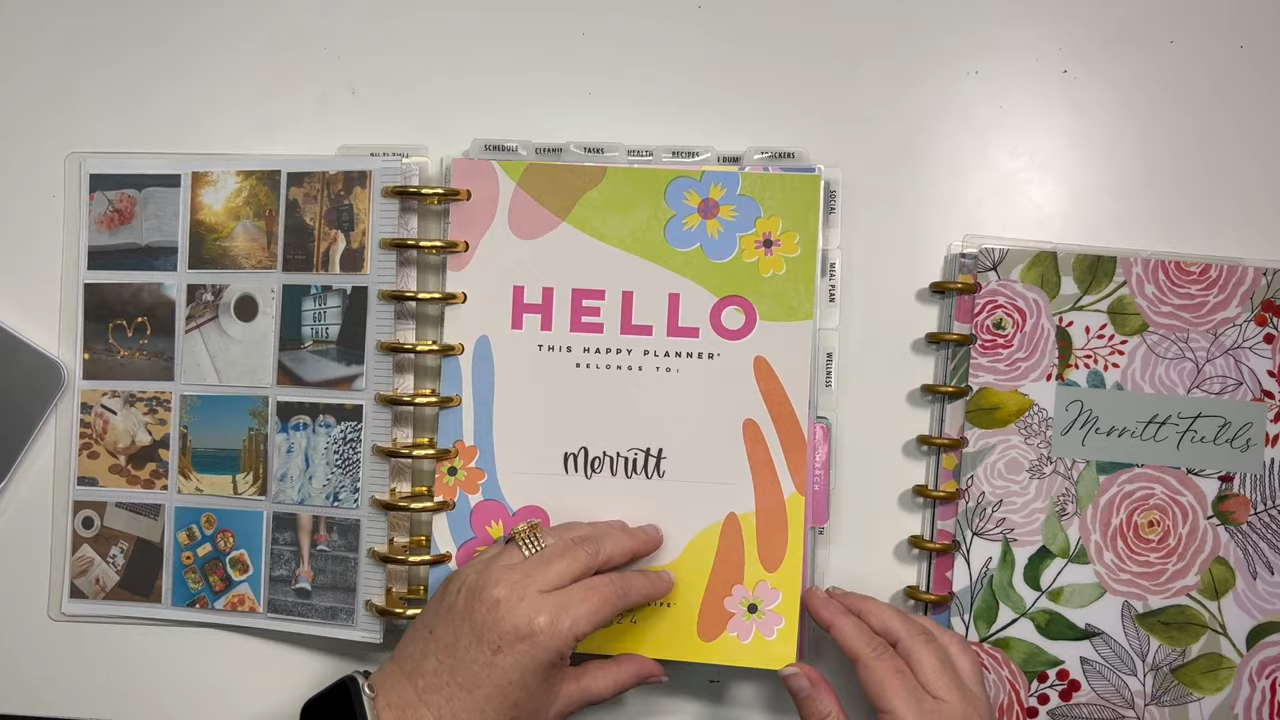 SCHEDULE
TASKS
HEALTH
RECIPES
TRACKERS
SOCIAL
MEAL PLAN
WELLNESS
MARCH
YOU
GOT
THIS
HELLO
THIS HAPPY PLANNER®
BELONGS TO:
Merritt
Merritt Fields